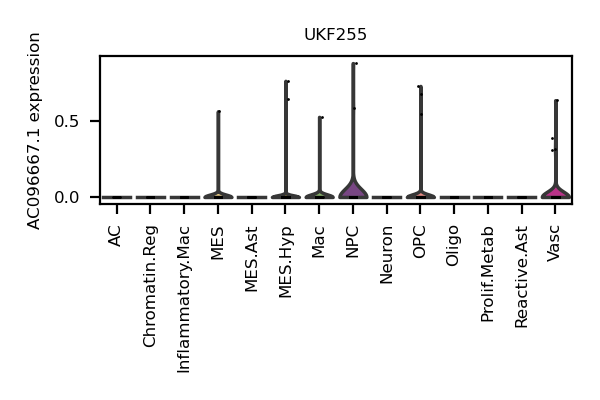 UKF255
AC096667.1 expression
0.5
0.0
AC
Chromatin.Reg
Inflammatory.Mac
MES
MES.Ast
MES.Hyp
Mac
NPC
Neuron
OPC
Oligo
Prolif.Metab
Reactive.Ast
Vasc